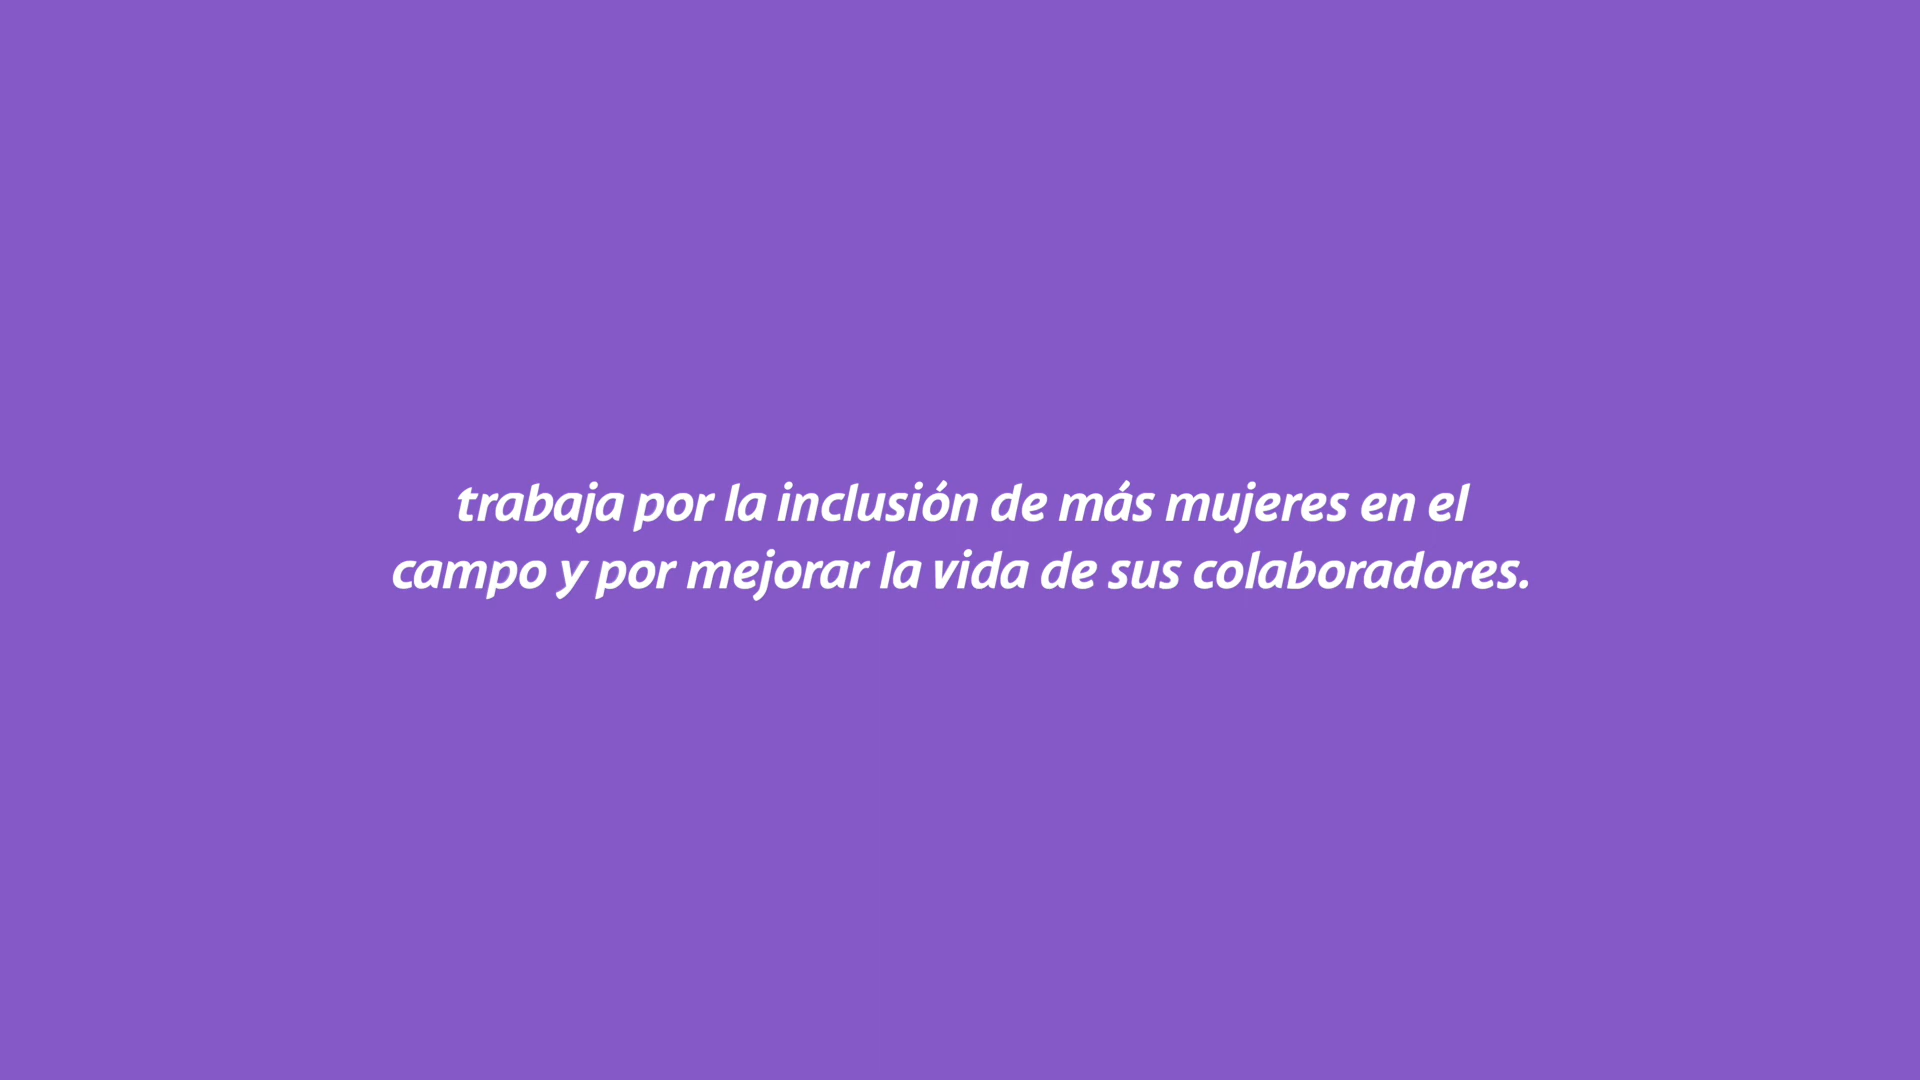 trabaja por la inclusión de más mujeres en el
campo y por mejorar la vida de sus colaboradores.